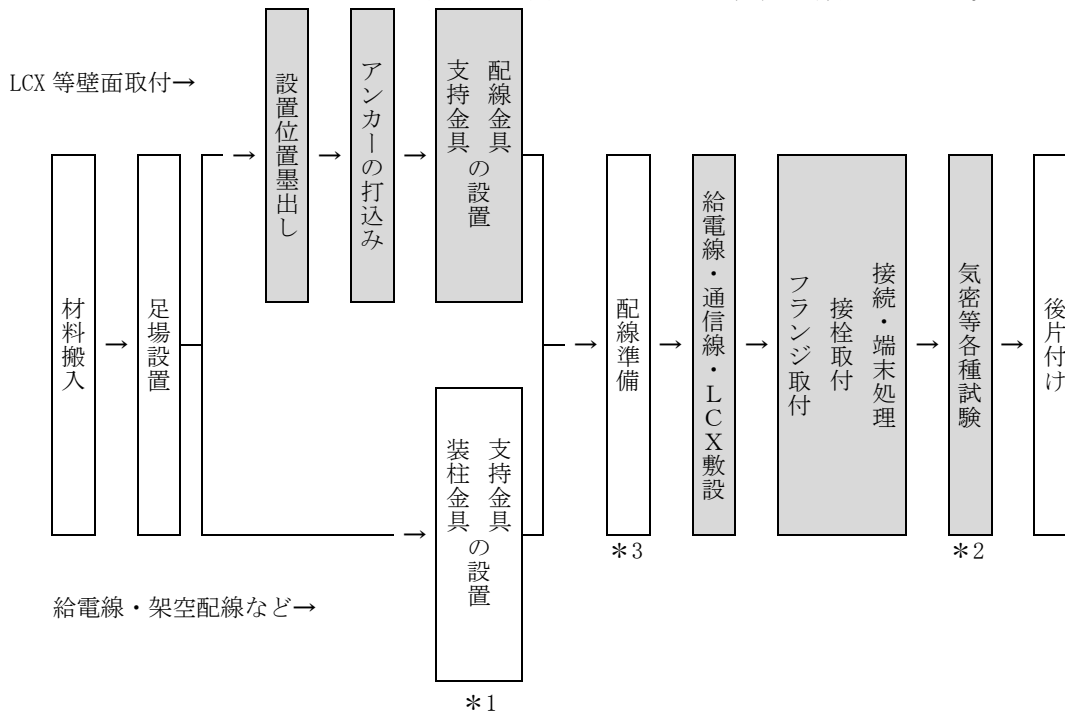 LCX 等壁面取付→
設置位置墨出し
→
アンカーの打込み
→
配線金具
支持金具
の設置
→
材料搬入
→
足場設置
→
配線準備
→
給電線・通信線・LCX敷設
→
接続・端末処理
接栓取付
フランジ取付
→
気密等各種試験
→
後片付け
→
支持金具
装柱金具
の設置
＊3
＊2
給電線・架空配線など→
＊1